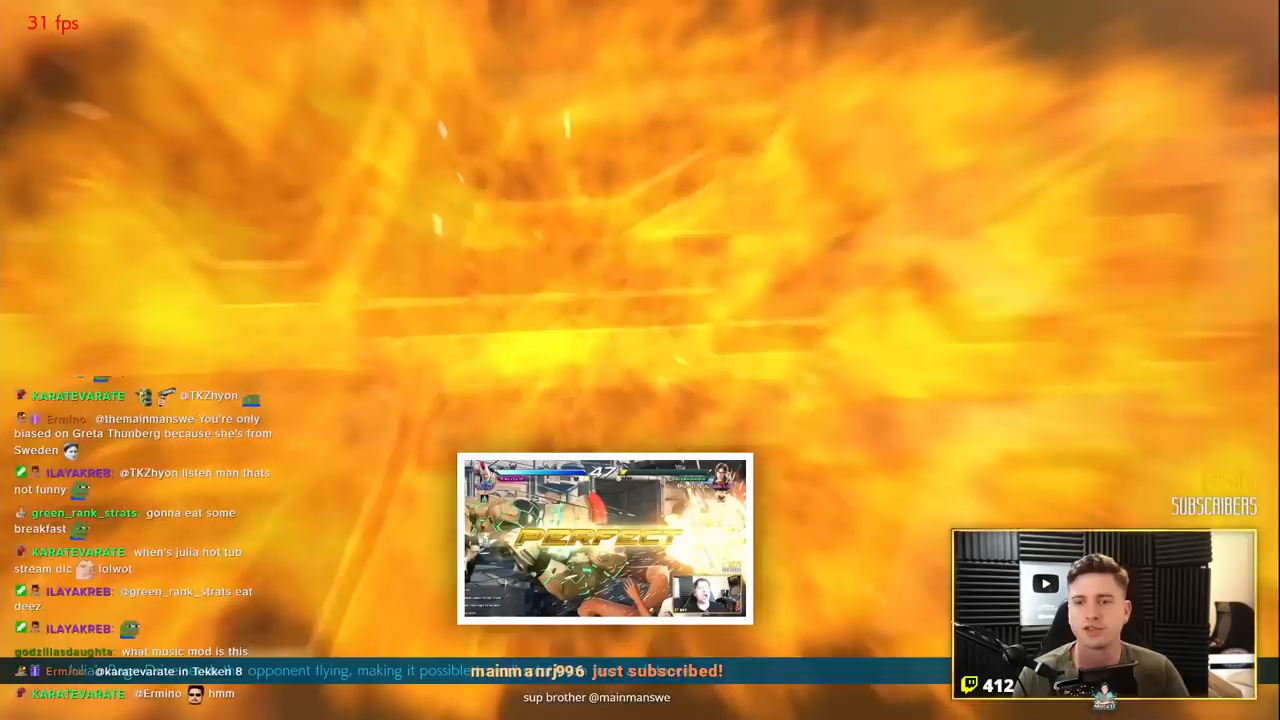 31 fps
KARATEVARATE @TKZhyon
Ermino: @themainmanswe You're only
biased on Greta Thunberg because she's from
Sweden
ILAYAKREB: @TKZhyon listen man thats
not funny
green_rank_strats: gonna eat some
breakfast
KARATEVARATE when's julia hot tub
stream dlc lolwot
ILAYAKREB: @green_rank_strats eat
deez
ILAYAKREB:
godzillasdaughta: what music mod is this
Ermino: @karatevarate in Tekken 8
opponent flying, making it possible
mainmanrj996 just subscribed!
KARATEVARATE @Ermino hmm
sup brother @mainmanswe
47
PERFECT
SUBSCRIBERS
412